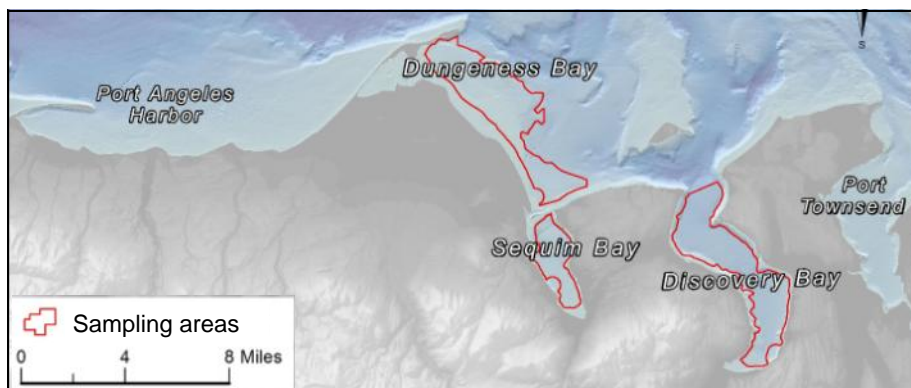 S
Dungeness Bay
Port Angeles
Harbor
Port
Townsend
Sequim Bay
Discovery Bay
Sampling areas
0 4 8 Miles